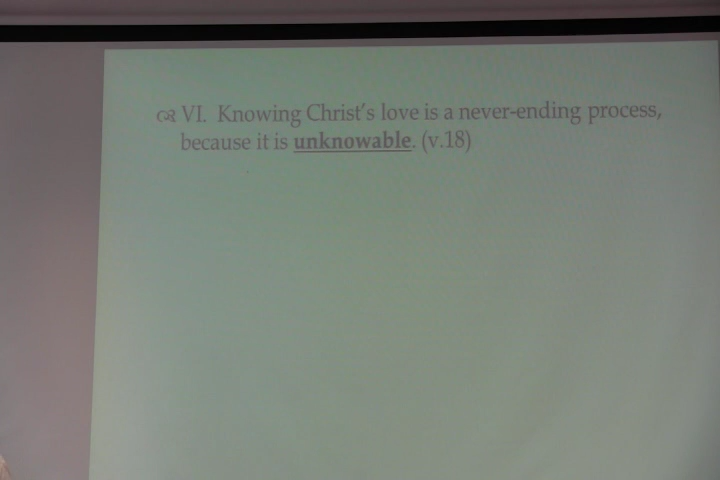 VI. Knowing Christ's love is a never-ending process,
because it is unknowable. (v.18)